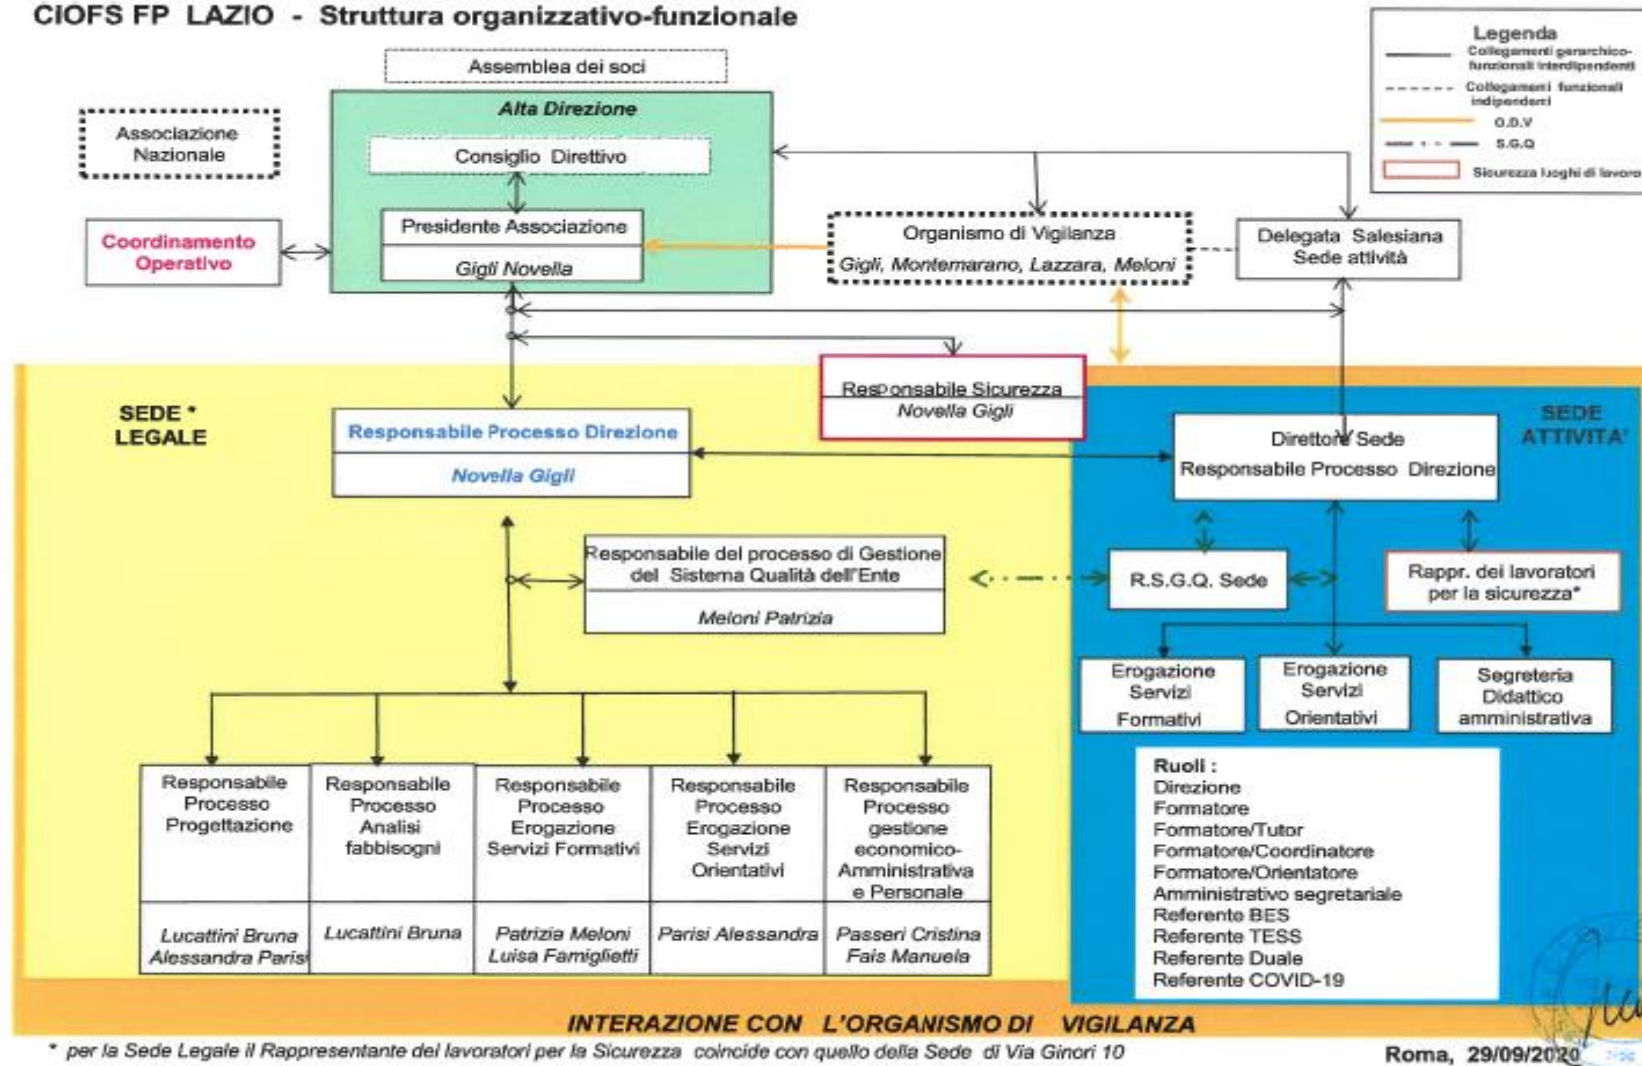 CIOFS FP LAZIO - Struttura organizzativo-funzionale
Legenda
Collegamenti gerarchico-
funzionali interdipendenti
Collegamenti funzionali
indipendenti
O.D.V
S.G.Q
Sicurezza luoghi di lavoro
Assemblea dei soci
Alta Direzione
Associazione
Nazionale
Consiglio Direttivo
Coordinamento
Operativo
Presidente Associazione
Gigli Novella
Organismo di Vigilanza
Gigli, Montemarano, Lazzara, Meloni
Delegata Salesiana
Sede attività
SEDE *
LEGALE
Responsabile Sicurezza
Novella Gigli
SEDE
ATTIVITA'
Responsabile Processo Direzione
Novella Gigli
Direttore Sede
Responsabile Processo Direzione
Responsabile del processo di Gestione
del Sistema Qualità dell'Ente
Meloni Patrizia
R.S.G.Q. Sede
Rappr. dei lavoratori
per la sicurezza*
Erogazione
Servizi
Formativi
Erogazione
Servizi
Orientativi
Segreteria
Didattico
amministrativa
Responsabile
Processo
Progettazione
Lucattini Bruna
Alessandra Parisi
Responsabile
Processo
Analisi
fabbisogni
Lucattini Bruna
Responsabile
Processo
Erogazione
Servizi Formativi
Patrizia Meloni
Luisa Famiglietti
Responsabile
Processo
Erogazione
Servizi
Orientativi
Parisi Alessandra
Responsabile
Processo
gestione
economico-
Amministrativa
e Personale
Passeri Cristina
Fais Manuela
Ruoli :
Direzione
Formatore
Formatore/Tutor
Formatore/Coordinatore
Formatore/Orientatore
Amministrativo segretariale
Referente BES
Referente TESS
Referente Duale
Referente COVID-19
INTERAZIONE CON L'ORGANISMO DI VIGILANZA
* per la Sede Legale il Rappresentante dei lavoratori per la Sicurezza coincide con quello della Sede di Via Ginori 10
Roma, 29/09/2020